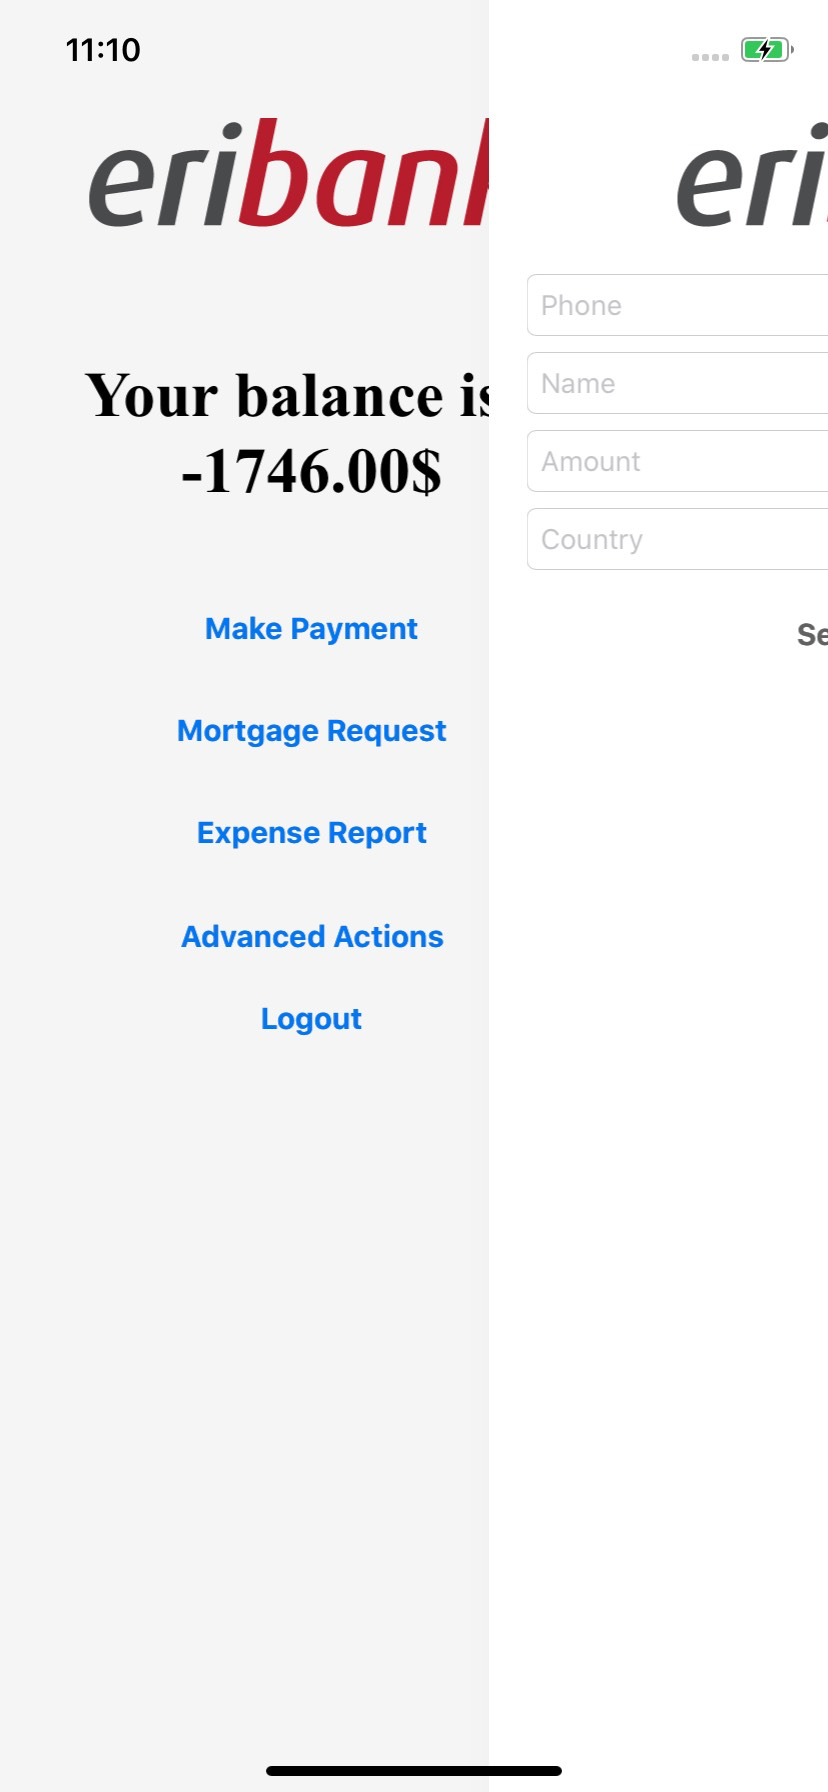 11:10
eriban
eri
Your balance is
-1746.00$
Make Payment
Mortgage Request
Expense Report
Advanced Actions
Logout
Phone
Name
Amount
Country
Se